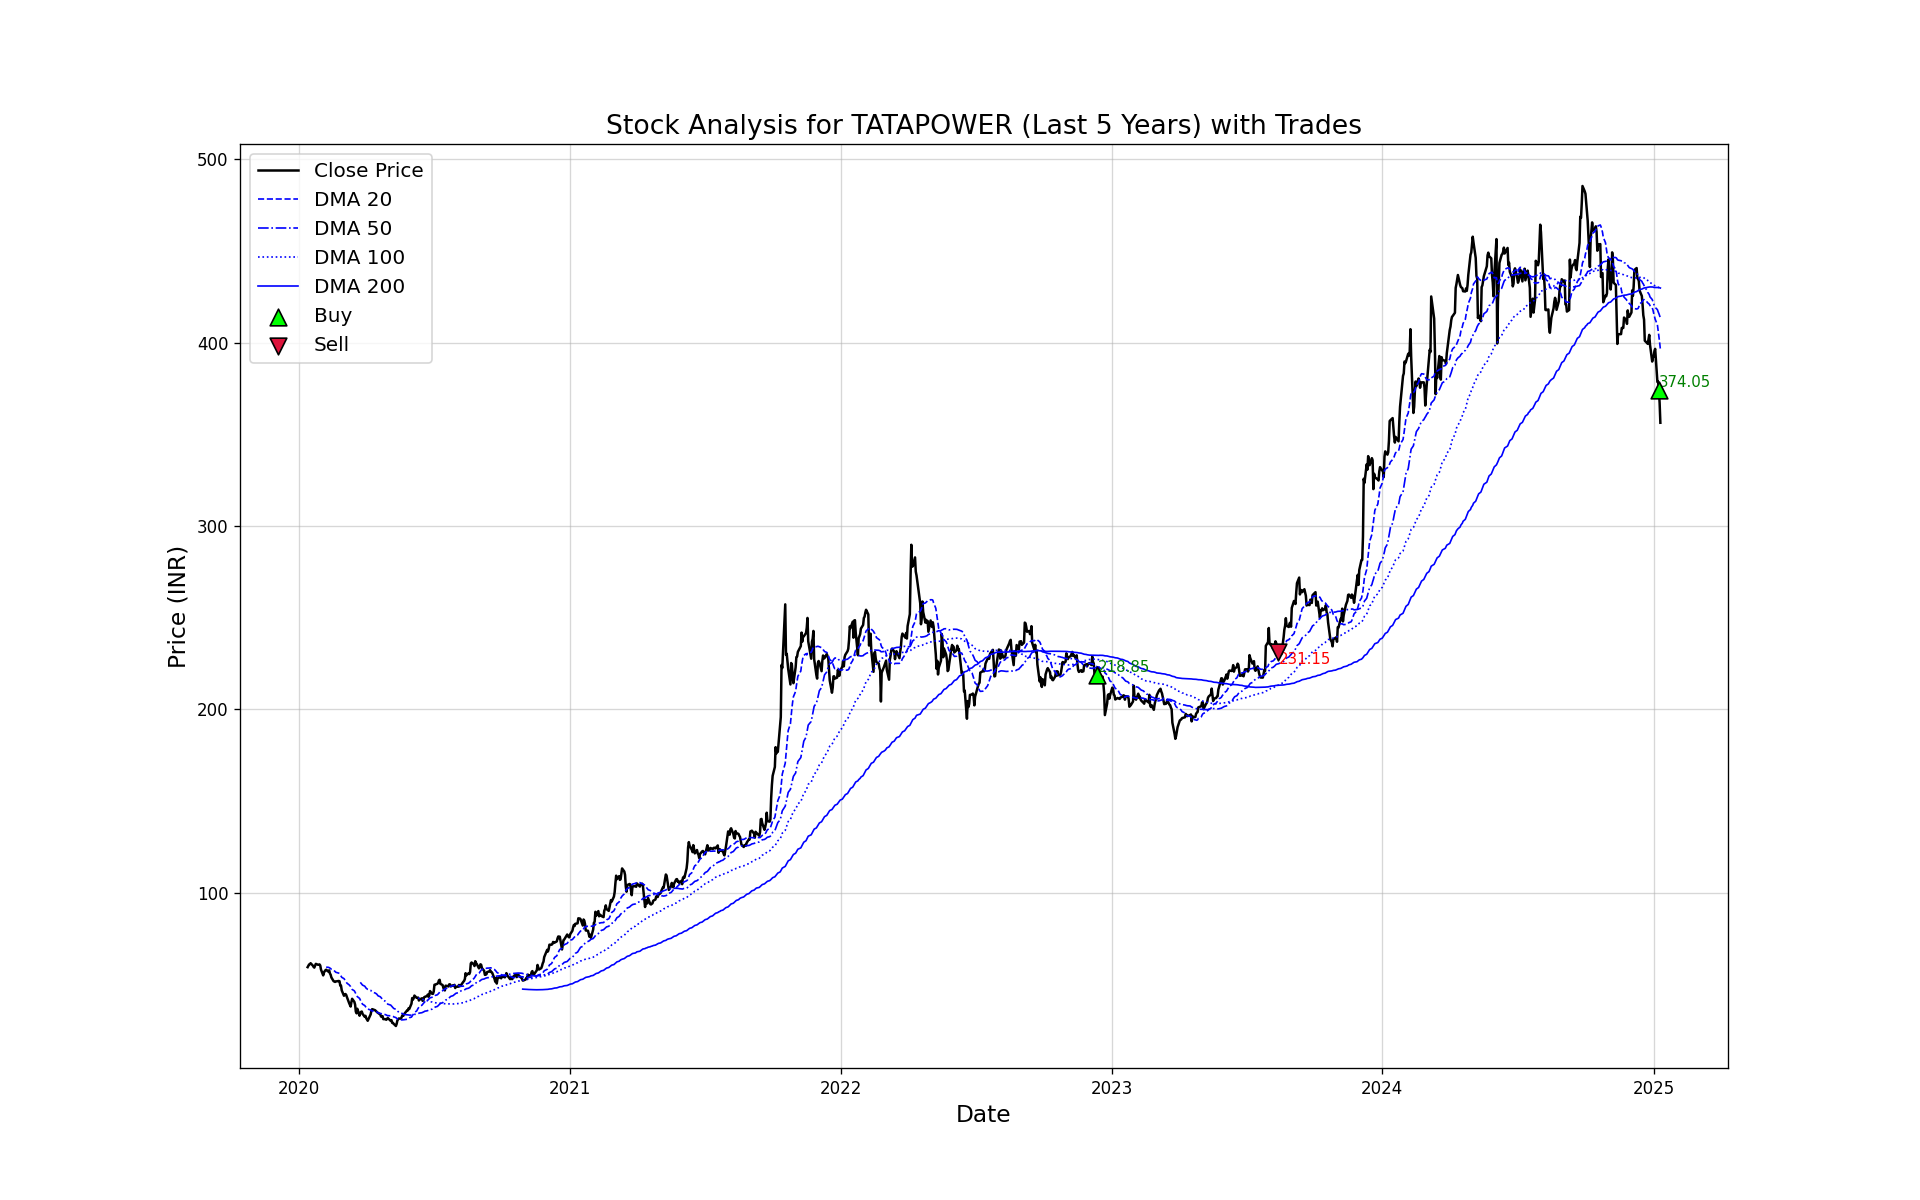 Stock Analysis for TATAPOWER (Last 5 Years) with Trades
Close Price
DMA 20
DMA 50
DMA 100
DMA 200
Buy
Sell
500
400
300
200
100
Price (INR)
374.05
218.85
231.15
2020
2021
2022
2023
2024
2025
Date